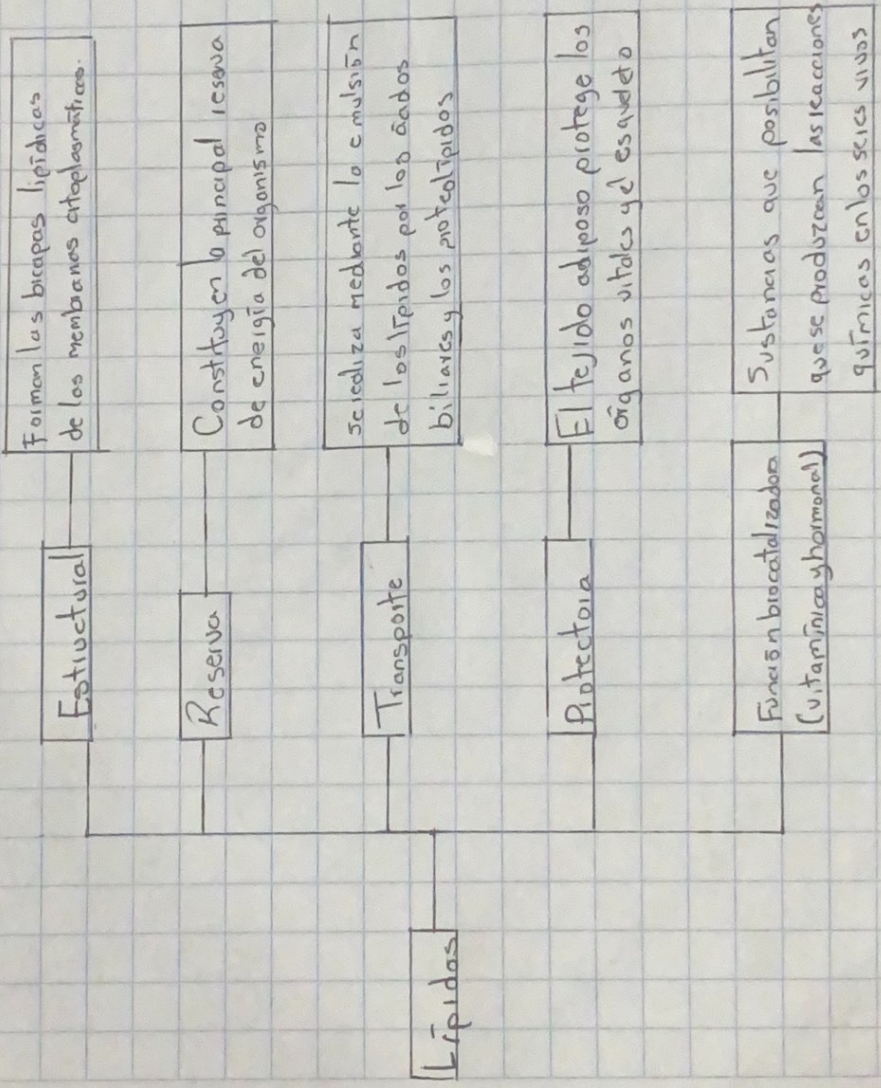 Lípidos
Estructural
Forman las bicapas lipídicas
de las membranas citoplasmáticas.
Reserva
Constituyen la principal reserva
de energía del organismo
Transporte
se realiza mediante la emulsión
de los lípidos por los ácidos
biliares y los proteolípidos
Protectora
El tejido adiposo protege los
órganos vitales y el esqueleto
Función biocatalizadora
(vitamínica y hormonal)
Sustancias que posibilitan
que se produzcan las reacciones
químicas en los seres vivos